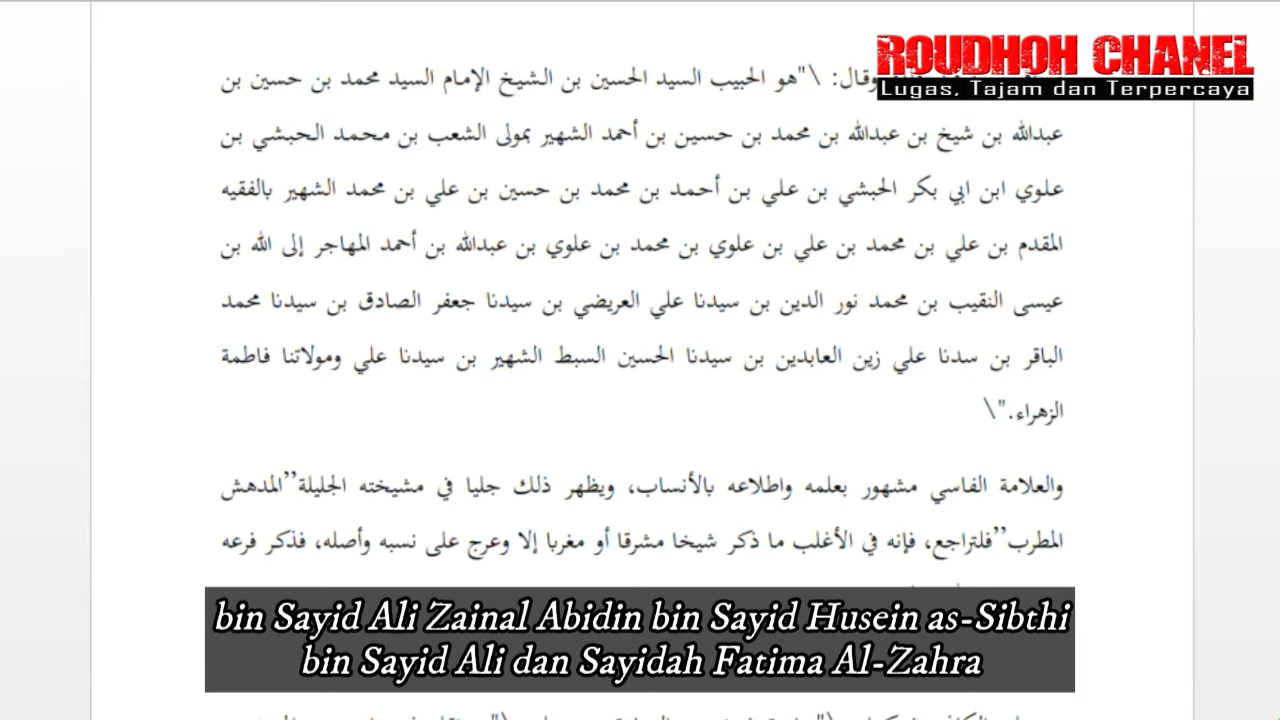 ROUDHOH CHANEL
Lugas, Tajam dan Terpercaya
وقال: \"هو الحبيب السيد الحسين بن الشيخ الإمام السيد محمد بن حسين بن
عبدالله بن شيخ بن عبدالله بن محمد بن حسين بن أحمد الشهير بمولى الشعب بن محمد الحبشي بن
علوي ابن ابي بكر الحبشي بن علي بن أحمد بن محمد بن حسين بن علي بن محمد الشهير بالفقيه
المقدم بن علي بن محمد بن علي بن علوي بن محمد بن علوي بن عبدالله بن أحمد المهاجر إلى الله بن
عيسى النقيب بن محمد نور الدين بن سيدنا علي العريضي بن سيدنا جعفر الصادق بن سيدنا محمد
الباقر بن سدنا علي زين العابدين بن سيدنا الحسين السبط الشهير بن سيدنا علي ومولاتنا فاطمة
الزهراء."\
والعلامة الفاسي مشهور بعلمه واطلاعه بالأنساب، ويظهر ذلك جليا في مشيخته الجليلة”المدهش
المطرب”فلتراجع، فإنه في الأغلب ما ذكر شيخا مشرقا أو مغربا إلا وعرج على نسبه وأصله، فذكر فرعه
bin Sayid Ali Zainal Abidin bin Sayid Husein as-Sibthi
bin Sayid Ali dan Sayidah Fatima Al-Zahra